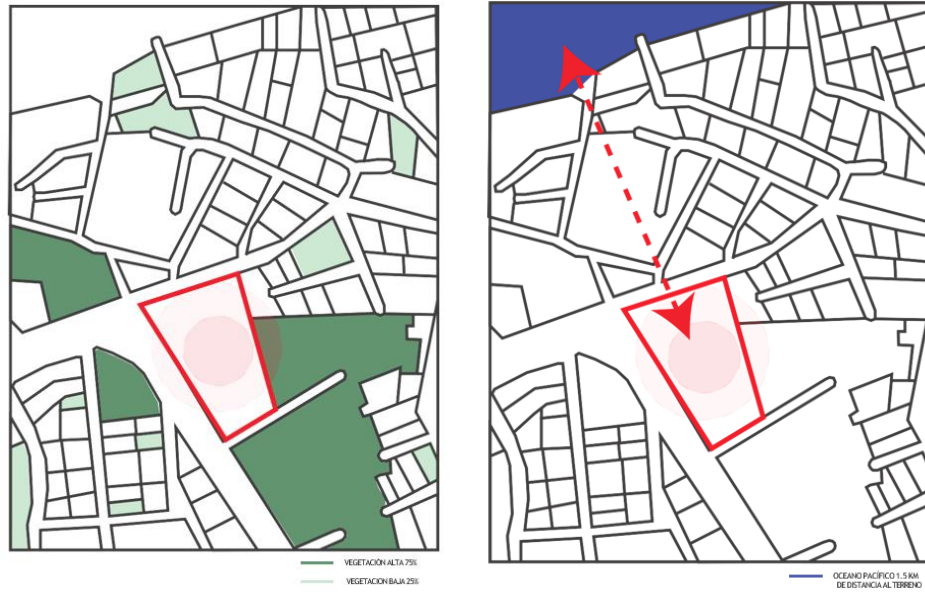 VEGETACIÓN ALTA 75%
VEGETACION BAJA 25%
OCEANO PACÍFICO 1.5 KM
DE DISTANCIA AL TERRENO